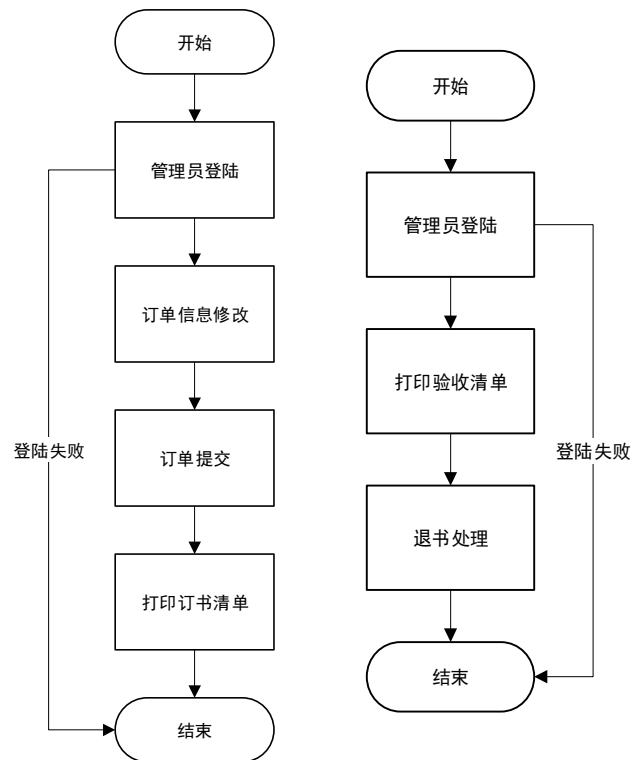 开始
管理员登陆
订单信息修改
登陆失败
订单提交
打印订书清单
结束
开始
管理员登陆
打印验收清单
登陆失败
退书处理
结束